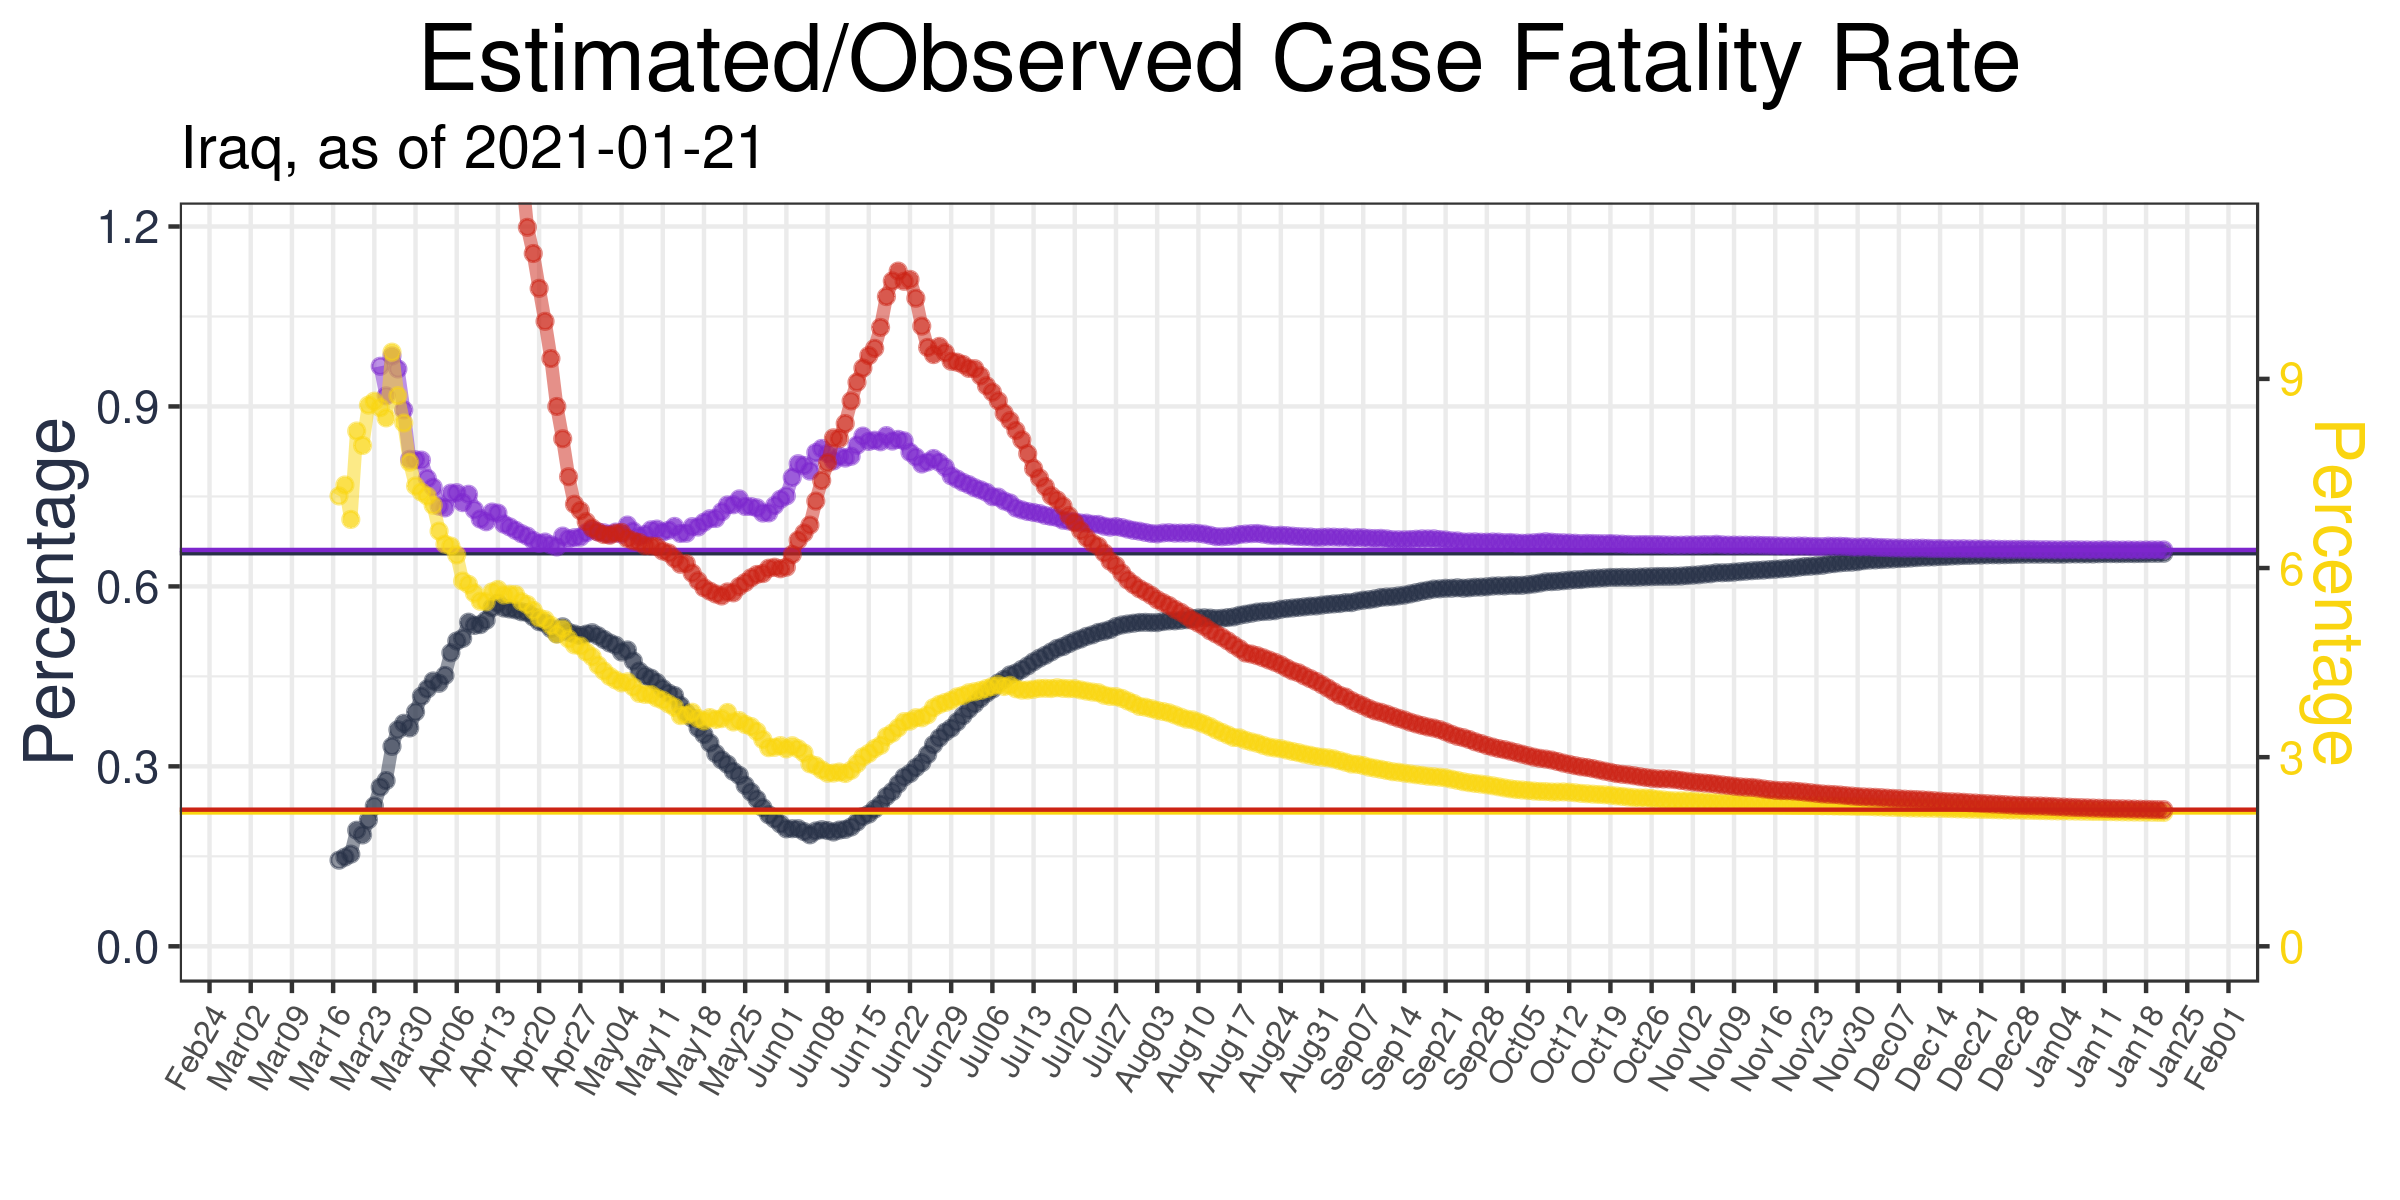 Estimated/Observed Case Fatality Rate
Iraq, as of 2021-01-21
Percentage
1.2
0.9
0.6
0.3
0.0
9
6
3
0
Percentage
Feb24
Mar02
Mar09
Mar16
Mar23
Mar30
Apr06
Apr13
Apr20
Apr27
May04
May11
May18
May25
Jun01
Jun08
Jun15
Jun22
Jun29
Jul06
Jul13
Jul20
Jul27
Aug03
Aug10
Aug17
Aug24
Aug31
Sep07
Sep14
Sep21
Sep28
Oct05
Oct12
Oct19
Oct26
Nov02
Nov09
Nov16
Nov23
Nov30
Dec07
Dec14
Dec21
Dec28
Jan04
Jan11
Jan18
Jan25
Feb01